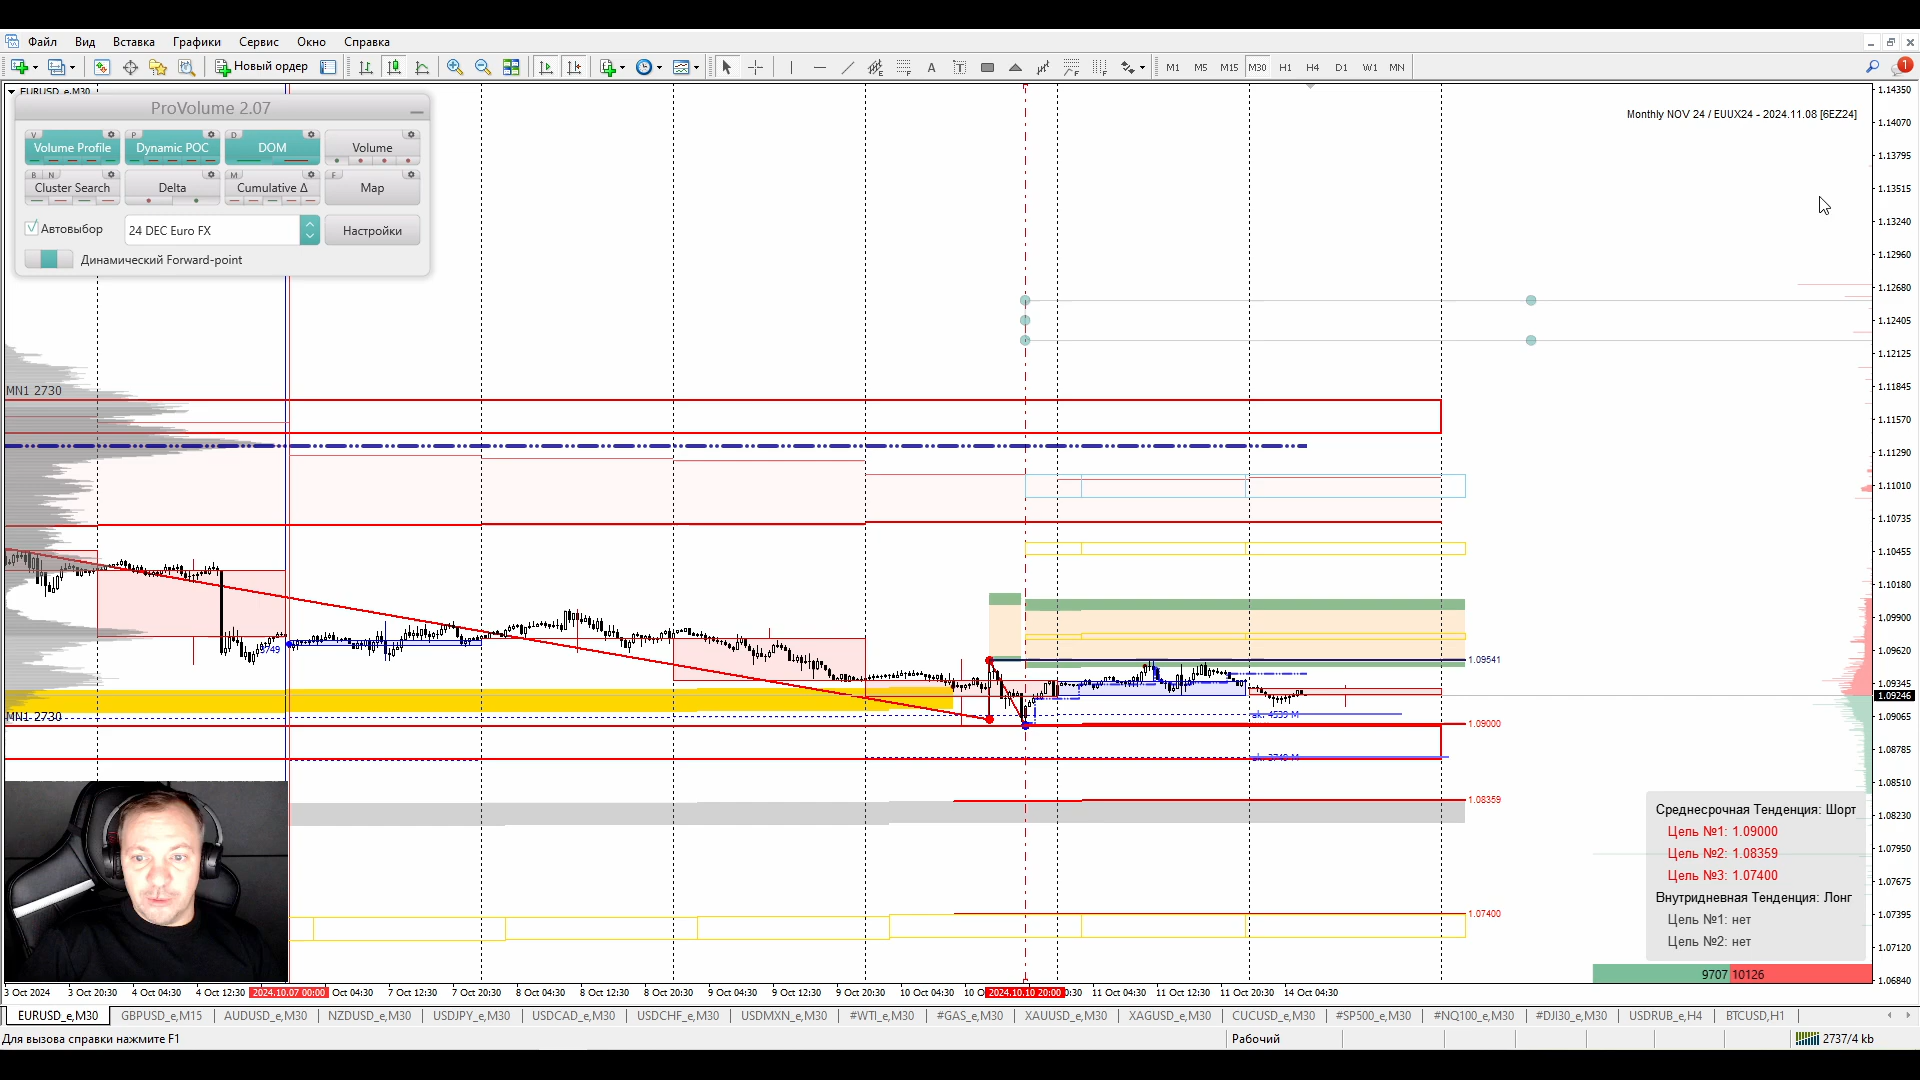 Файл Вид Вставка Графики Сервис Окно Справка
Новый ордер
M1 M5 M15 M30 H1 H4 D1 W1 MN
1
EURUSD_e,M30
ProVolume 2.07
V P D
Volume Profile Dynamic POC DOM Volume
B N M F
Cluster Search Delta Cumulative Δ Map
Автовыбор 24 DEC Euro FX Настройки
Динамический Forward-point
Monthly NOV 24 / EUUX24 - 2024.11.08 [6EZ24]
1.14350
1.14070
1.13795
1.13515
1.13240
1.12960
1.12680
1.12405
1.12125
1.11845
1.11570
1.11290
1.11010
1.10735
1.10455
1.10180
1.09900
1.09620
1.09345
1.09246
1.09065
1.08785
1.08510
1.08230
1.07950
1.07675
1.07395
1.07120
1.06840
MN1 2730
MN1 2730
1.09541
1.09000
1.08359
1.07400
Среднесрочная Тенденция: Шорт
Цель №1: 1.09000
Цель №2: 1.08359
Цель №3: 1.07400
Внутридневная Тенденция: Лонг
Цель №1: нет
Цель №2: нет
9707 10126
3 Oct 2024 3 Oct 20:30 4 Oct 04:30 4 Oct 12:30 2024.10.07 00:00 Oct 04:30 7 Oct 12:30 7 Oct 20:30 8 Oct 04:30 8 Oct 12:30 8 Oct 20:30 9 Oct 04:30 9 Oct 12:30 9 Oct 20:30 10 Oct 04:30 2024.10.10 20:00 11 Oct 04:30 11 Oct 12:30 11 Oct 20:30 14 Oct 04:30
EURUSD_e,M30 GBPUSD_e,M15 AUDUSD_e,M30 NZDUSD_e,M30 USDJPY_e,M30 USDCAD_e,M30 USDCHF_e,M30 USDMXN_e,M30 #WTI_e,M30 #GAS_e,M30 XAUUSD_e,M30 XAGUSD_e,M30 CUCUSD_e,M30 #SP500_e,M30 #NQ100_e,M30 #DJI30_e,M30 USDRUB_e,H4 BTCUSD,H1
Для вызова справки нажмите F1 Рабочий 2737/4 kb